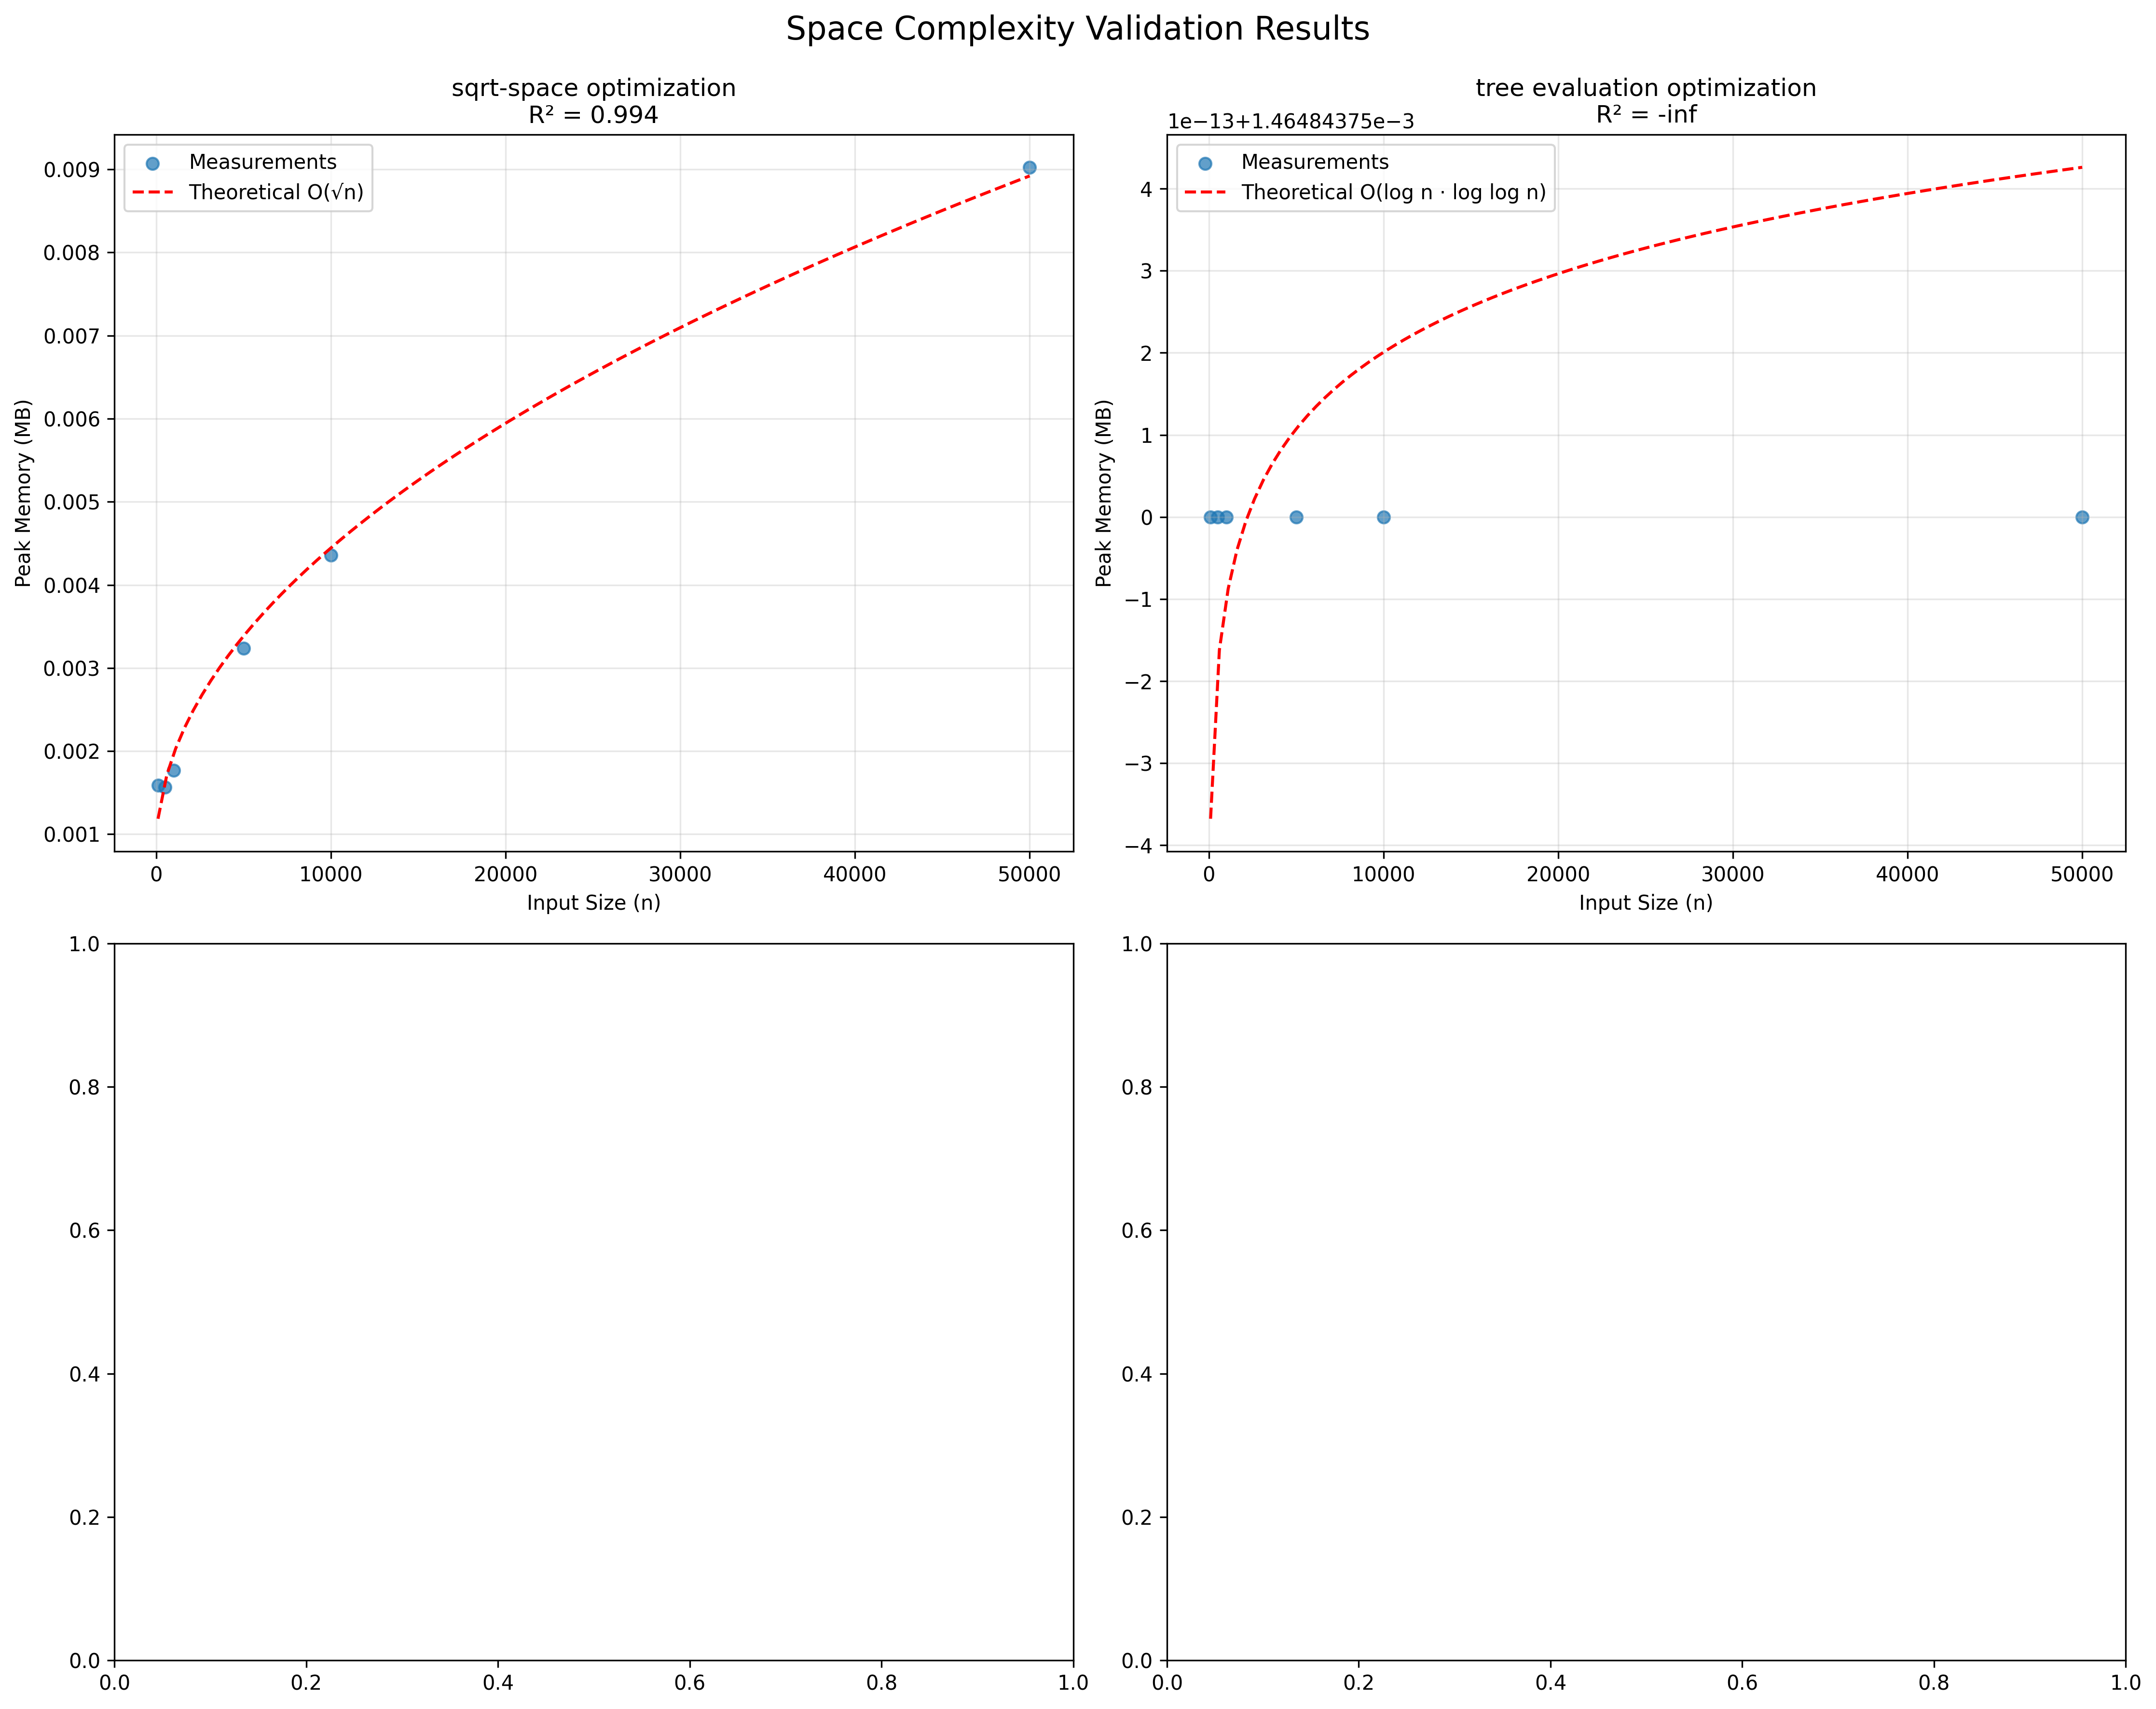 Space Complexity Validation Results
sqrt-space optimization
R² = 0.994
Measurements
Theoretical O(√n)
0.009
0.008
0.007
0.006
0.005
0.004
0.003
0.002
0.001
Peak Memory (MB)
0 10000 20000 30000 40000 50000
Input Size (n)
tree evaluation optimization
R² = -inf
1e−13+1.46484375e−3
Measurements
Theoretical O(log n · log log n)
4
3
2
1
0
−1
−2
−3
−4
Peak Memory (MB)
0 10000 20000 30000 40000 50000
Input Size (n)
1.0
0.8
0.6
0.4
0.2
0.0
0.0 0.2 0.4 0.6 0.8 1.0
1.0
0.8
0.6
0.4
0.2
0.0
0.0 0.2 0.4 0.6 0.8 1.0